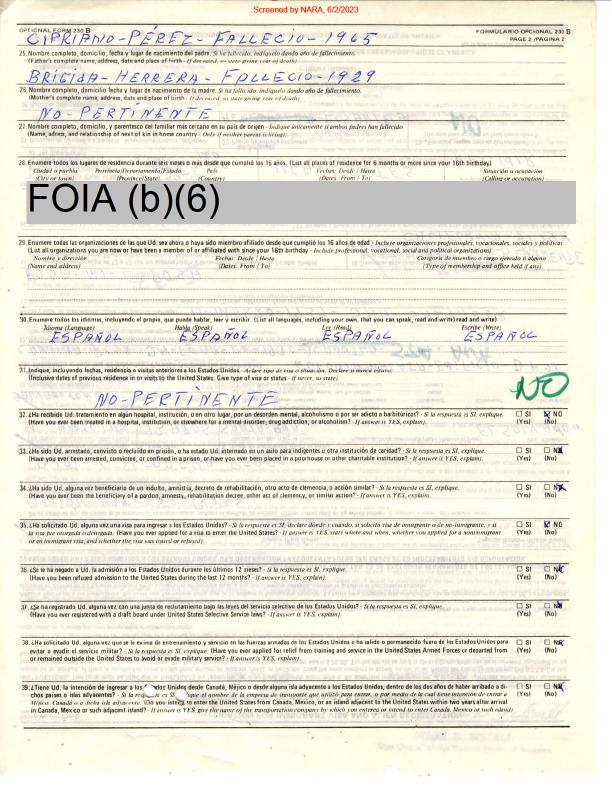 Screened by NARA, 6/2/2023
OPTIONAL FORM 230 B
FORMULARIO OPCIONAL 230 B
PAGE 2 / PAGINA 2
CIPRIANO-PÉREZ-FALLECIO-1965
25. Nombre completo, domicilio, fecha y lugar de nacimiento del padre. Si ha fallecido, indíquelo dando año de fallecimiento.
(Father's complete name, address, date and place of birth - If deceased, so state giving year of death)
BRÍGIDA-HERRERA-FALLECIO-1929
26. Nombre completo, domicilio fecha y lugar de nacimiento de la madre. Si ha fallecido, indíquelo dando año de fallecimiento.
(Mother's complete name, address, date and place of birth - If deceased, so state giving year of death)
NO-PERTINENTE
27. Nombre completo, domicilio, y parentesco del familiar más cercano en su país de origen - Indique únicamente si ambos padres han fallecido.
(Name, adress, and relationship of next of kin in home country - Only if neither parent is living)
28. Enumere todos los lugares de residencia durante seis meses o más desde que cumplió los 16 años. (List all places of residence for 6 months or more since your 16th birthday)
Ciudad o pueblo Provincia/Departamento/Estado País Fechas: Desde / Hasta Situación u ocupación
(City or town) (Province/State) (Country) (Dates: From / To) (Calling or occupation)
FOIA (b)(6)
29. Enumere todas las organizaciones de las que Ud. sea ahora o haya sido miembro afiliado desde que cumplió los 16 años de edad - Incluya organizaciones profesionales, vocacionales, sociales y políticas.
(List all organizations you are now or have been a member of or affiliated with since your 16th birthday - Include professional, vocational, social and political organizations).
Nombre y dirección Fechas: Desde / Hasta Categoría de miembro o cargo ejercido si alguno
(Name and address) (Dates: From / To) (Type of membership and office held if any)
30. Enumere todos los idiomas, incluyendo el propio, que puede hablar, leer y escribir. (List all languages, including your own, that you can speak, read and write) read and write)
Idioma (Language) Habla (Speak) Lee (Read) Escribe (Write)
ESPAÑOL ESPAÑOL ESPAÑOL ESPAÑOL
31. Indique, incluyendo fechas, residencia o visitas anteriores a los Estados Unidos - Aclare tipo de visa o situación. Declare si nunca estuvo.
(Inclusive dates of previous residence in or visits to the United States. Give type of visa or status - If never, so state)
NO-PERTINENTE
NO
32. ¿Ha recibido Ud. tratamiento en algún hospital, institución, o en otro lugar, por un desorden mental, alcoholismo o por ser adicto a barbitúricos? - Si la respuesta es SI, explique.
(Have you ever been treated in a hospital, institution, or elsewhere for a mental disorder, drug addiction, or alcoholism? - If answer is YES, explain).
SI NO
(Yes) (No)
33. ¿Ha sido Ud. arrestado, convicto o recluido en prisión, o ha estado Ud. internado en un asilo para indigentes u otra institución de caridad? - Si la respuesta es SI, explique.
(Have you ever been arrested, convicted, or confined in a prison, or have you ever been placed in a poorhouse or other charitable institution? - If answer is YES, explain).
SI NO
(Yes) (No)
34. ¿Ha sido Ud. alguna vez beneficiario de un indulto, amnistía, decreto de rehabilitación, otro acto de clemencia, o acción similar? - Si la respuesta es SI, explique.
(Have you ever been the beneficiary of a pardon, amnesty, rehabilitation decree, other act of clemency, or similar action? - If answer is YES, explain).
SI NO
(Yes) (No)
35. ¿Ha solicitado Ud. alguna vez una visa para ingresar a los Estados Unidos? - Si la respuesta es SI, declare dónde y cuándo, si solicitó visa de inmigrante o de no-inmigrante, y si
la visa fue otorgada o denegada. (Have you ever applied for a visa to enter the United States? - If answer is YES, state where and when, whether you applied for a nonimmigrant
or an immigrant visa, and whether the visa was issued or refused).
SI NO
(Yes) (No)
36. ¿Se ha negado a Ud. la admisión a los Estados Unidos durante los últimos 12 meses? - Si la respuesta es SI, explique.
(Have you been refused admission to the United States during the last 12 months? - If answer is YES, explain).
SI NO
(Yes) (No)
37. ¿Se ha registrado Ud. alguna vez con una junta de reclutamiento bajo las leyes del servicio selectivo de los Estados Unidos? - Si la respuesta es SI, explique.
(Have you ever registered with a draft board under United States Selective Service laws? - If answer is YES, explain).
SI NO
(Yes) (No)
38. ¿Ha solicitado Ud. alguna vez que se le exima de entrenamiento y servicio en las fuerzas armadas de los Estados Unidos o ha salido o permanecido fuera de los Estados Unidos para
evitar o evadir el servicio militar? - Si la respuesta es SI, explique. (Have you ever applied for relief from training and service in the United States Armed Forces or departed from
or remained outside the United States to avoid or evade military service? - If answer is YES, explain).
SI NO
(Yes) (No)
39. ¿Tiene Ud. la intención de ingresar a los Estados Unidos desde Canadá, Méjico o desde alguna isla adyacente a los Estados Unidos, dentro de los dos años de haber arribado a di-
chos países o islas adyacentes? - Si la respuesta es SI, dé el nombre de la empresa de transporte que utilizó para entrar, o por medio de la cual tiene intención de entrar a
Méjico, Canadá o a dicha isla adyacente. (Do you intend to enter the United States from Canada, Mexico, or an island adjacent to the United States within two years after arrival
in Canada, Mexico, or such adjacent island? - If answer is YES, give the name of the transportation company by which you entered or intend to enter Canada, Mexico or such island)
SI NO
(Yes) (No)